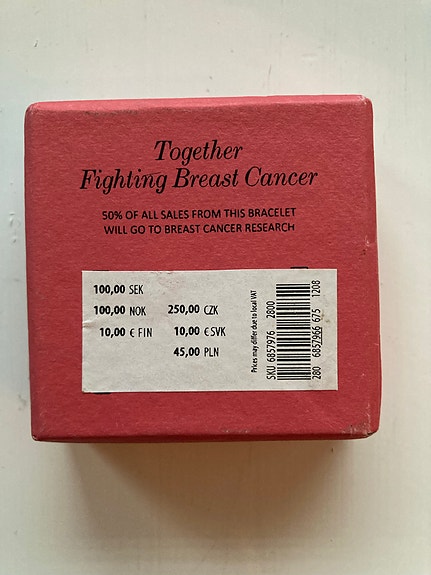 Together
Fighting Breast Cancer
50% OF ALL SALES FROM THIS BRACELET
WILL GO TO BREAST CANCER RESEARCH
100,00 SEK
100,00 NOK 250,00 CZK
10,00 € FIN 10,00 € SVK
45,00 PLN
Prices may differ due to local VAT
SKU 6857976 2800
280 6857966 675 1208